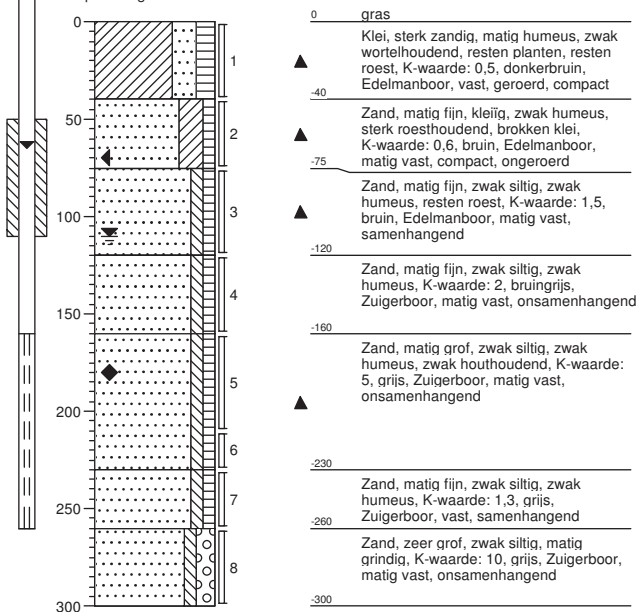 0
50
100
150
200
250
300
1
2
3
4
5
6
7
8
0
gras
Klei, sterk zandig, matig humeus, zwak
wortelhoudend, resten planten, resten
roest, K-waarde: 0,5, donkerbruin,
Edelmanboor, vast, geroerd, compact
-40
Zand, matig fijn, kleiïg, zwak humeus,
sterk roesthoudend, brokken klei,
K-waarde: 0,6, bruin, Edelmanboor,
matig vast, compact, ongeroerd
-75
Zand, matig fijn, zwak siltig, zwak
humeus, resten roest, K-waarde: 1,5,
bruin, Edelmanboor, matig vast,
samenhangend
-120
Zand, matig fijn, zwak siltig, zwak
humeus, K-waarde: 2, bruingrijs,
Zuigerboor, matig vast, onsamenhangend
-160
Zand, matig grof, zwak siltig, zwak
humeus, zwak houthoudend, K-waarde:
5, grijs, Zuigerboor, matig vast,
onsamenhangend
-230
Zand, matig fijn, zwak siltig, zwak
humeus, K-waarde: 1,3, grijs,
Zuigerboor, vast, samenhangend
-260
Zand, zeer grof, zwak siltig, matig
grindig, K-waarde: 10, grijs, Zuigerboor,
matig vast, onsamenhangend
-300